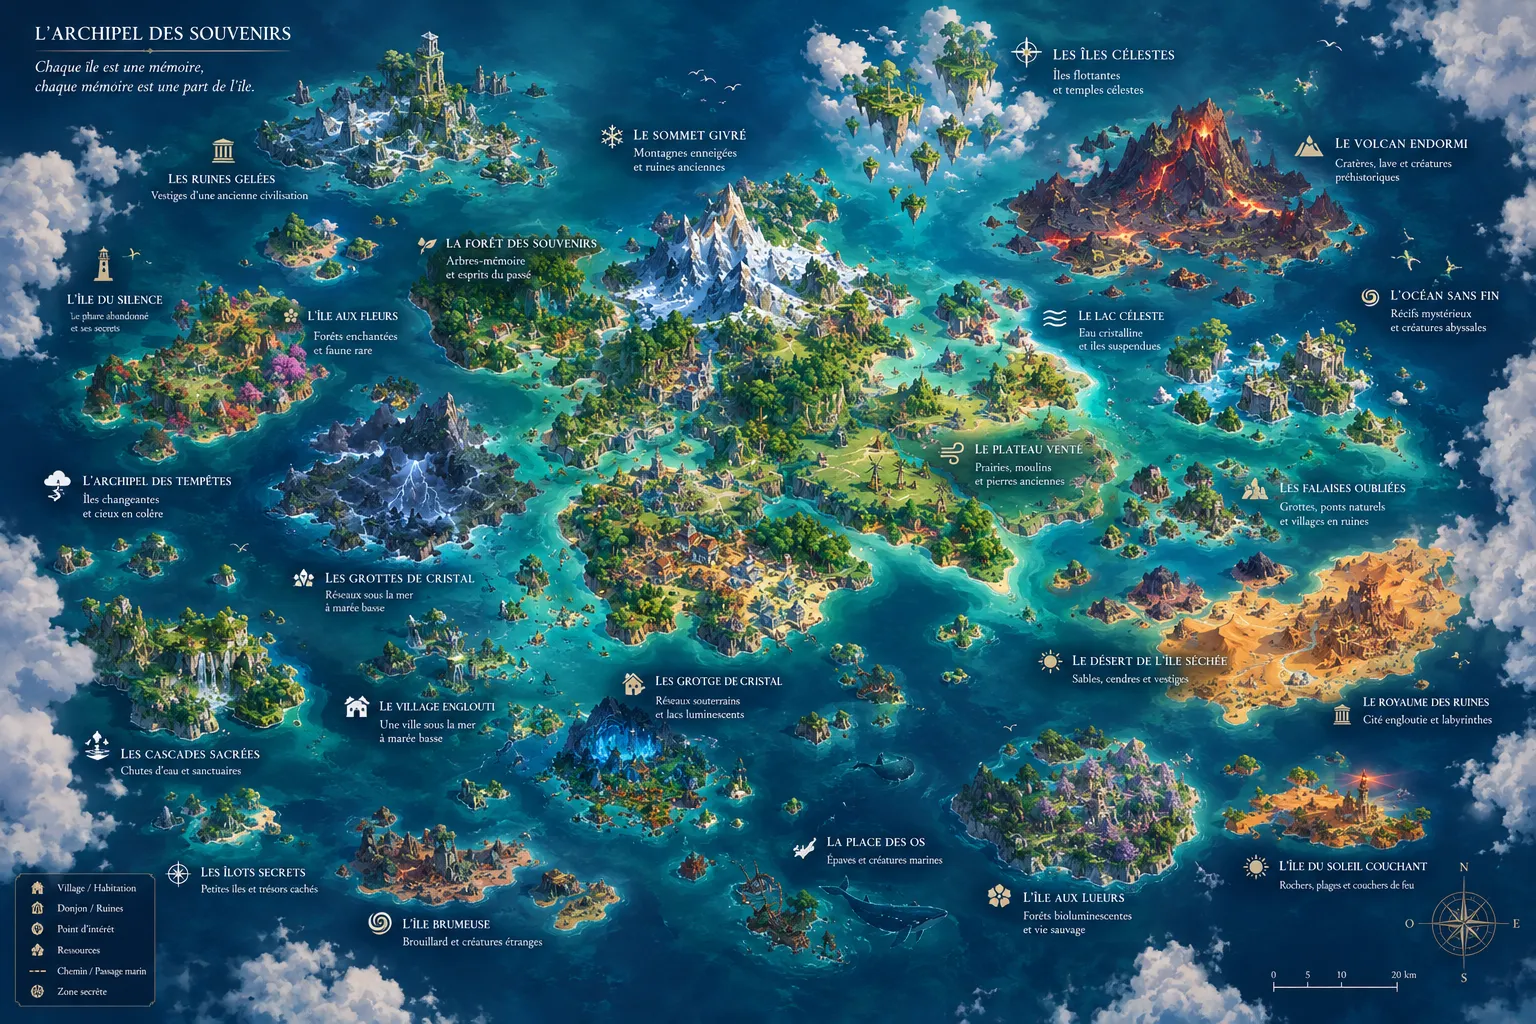 L'ARCHIPEL DES SOUVENIRS
Chaque île est une mémoire,
chaque mémoire est une part de l'île.
LES RUINES GELÉES
Vestiges d'une ancienne civilisation
LE SOMMET GIVRÉ
Montagnes enneigées
et ruines anciennes
LES ÎLES CÉLESTES
Îles flottantes
et temples célestes
LE VOLCAN ENDORMI
Cratères, lave et créatures
préhistoriques
LA FORÊT DES SOUVENIRS
Arbres-mémoire
et esprits du passé
L'ÎLE DU SILENCE
Le phare abandonné
et ses secrets
L'ÎLE AUX FLEURS
Forêts enchantées
et faune rare
LE LAC CÉLESTE
Eau cristalline
et îles suspendues
L'OCÉAN SANS FIN
Récifs mystérieux
et créatures abyssales
L'ARCHIPEL DES TEMPÊTES
Îles changeantes
et cieux en colère
LE PLATEAU VENTÉ
Prairies, moulins
et pierres anciennes
LES FALAISES OUBLIÉES
Grottes, ponts naturels
et villages en ruines
LES GROTTES DE CRISTAL
Réseaux sous la mer
à marée basse
LE DÉSERT DE L'ÎLE SÉCHÉE
Sables, cendres et vestiges
LES GROTGE DE CRISTAL
Réseaux souterrains
et lacs luminescents
LE VILLAGE ENGLOUTI
Une ville sous la mer
à marée basse
LE ROYAUME DES RUINES
Cité engloutie et labyrinthes
LES CASCADES SACRÉES
Chutes d'eau et sanctuaires
LA PLACE DES OS
Épaves et créatures marines
LES ÎLOTS SECRETS
Petites îles et trésors cachés
L'ÎLE DU SOLEIL COUCHANT
Rochers, plages et couchers de feu
L'ÎLE AUX LUEURS
Forêts bioluminescentes
et vie sauvage
L'ÎLE BRUMEUSE
Brouillard et créatures étranges
Village / Habitation
Donjon / Ruines
Point d'intérêt
Ressources
Chemin / Passage marin
Zone secrète
N
O
E
S
0 5 10 20 km